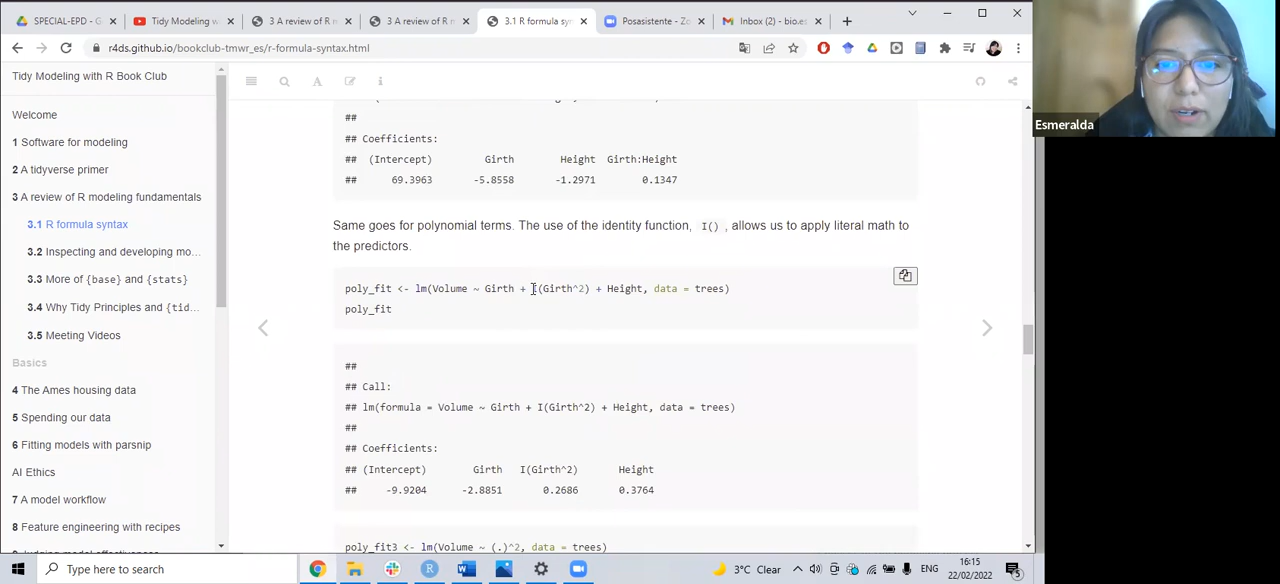 SPECIAL-EPD - G
Tidy Modeling w
3 A review of R m
3 A review of R m
3.1 R formula syn
Posasistente - Zo
Inbox (2) - bio.es
r4ds.github.io/bookclub-tmwr_es/r-formula-syntax.html
Esmeralda
Tidy Modeling with R Book Club
Welcome
1 Software for modeling
2 A tidyverse primer
3 A review of R modeling fundamentals
3.1 R formula syntax
3.2 Inspecting and developing mo...
3.3 More of {base} and {stats}
3.4 Why Tidy Principles and {tid...
3.5 Meeting Videos
Basics
4 The Ames housing data
5 Spending our data
6 Fitting models with parsnip
AI Ethics
7 A model workflow
8 Feature engineering with recipes
##
## Coefficients:
## (Intercept) Girth Height Girth:Height
## 69.3963 -5.8558 -1.2971 0.1347
Same goes for polynomial terms. The use of the identity function, I() , allows us to apply literal math to
the predictors.
poly_fit <- lm(Volume ~ Girth + I(Girth^2) + Height, data = trees)
poly_fit
##
## Call:
## lm(formula = Volume ~ Girth + I(Girth^2) + Height, data = trees)
##
## Coefficients:
## (Intercept) Girth I(Girth^2) Height
## -9.9204 -2.8851 0.2686 0.3764
poly_fit3 <- lm(Volume ~ (.)^2, data = trees)
Type here to search
3°C Clear
ENG
16:15
22/02/2022
5